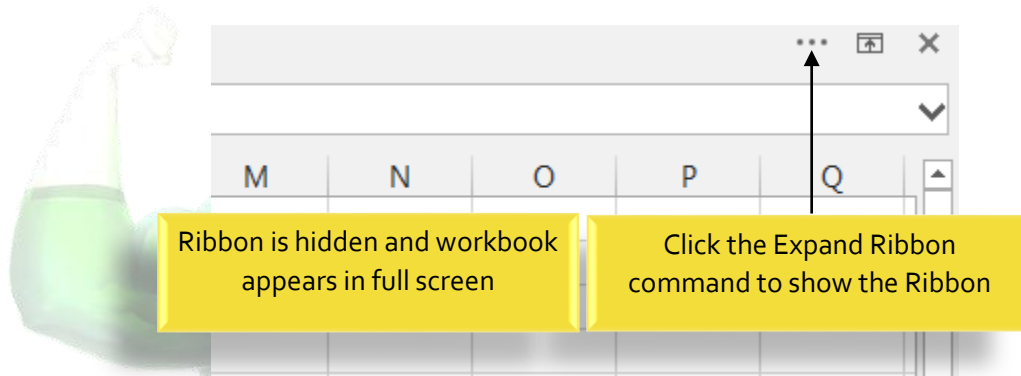 M N O P Q
Ribbon is hidden and workbook
appears in full screen
Click the Expand Ribbon
command to show the Ribbon